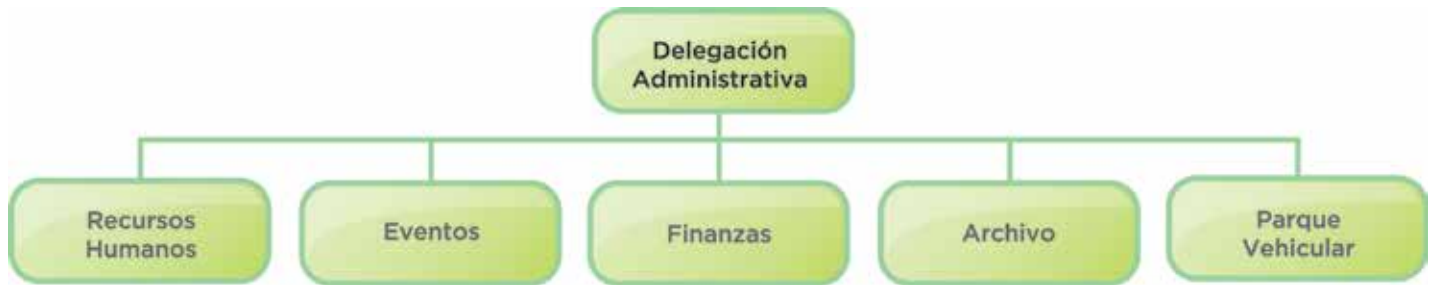 Delegación
Administrativa
Recursos
Humanos
Eventos
Finanzas
Archivo
Parque
Vehicular